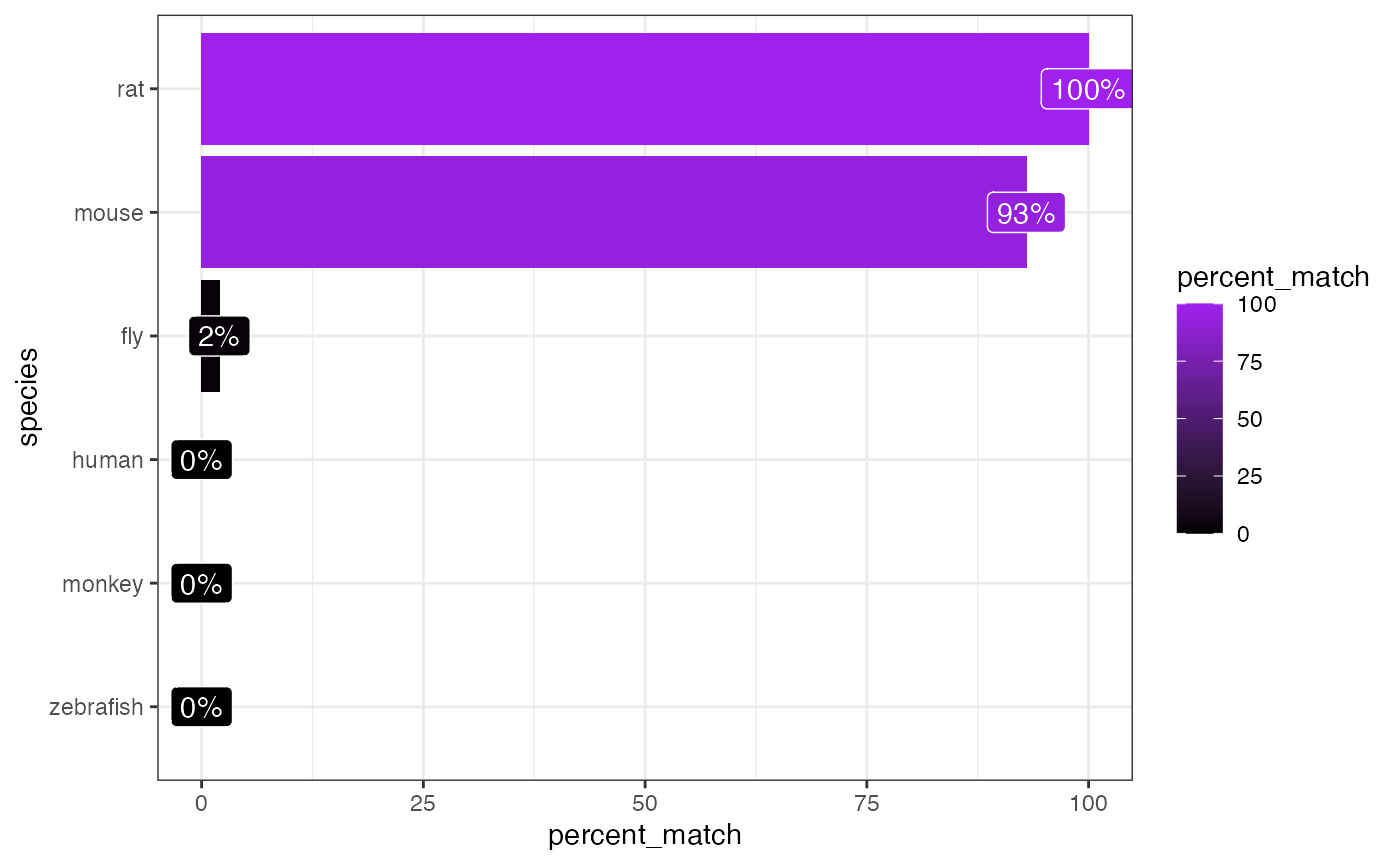 rat
100%
mouse
93%
fly
2%
human
0%
monkey
0%
zebrafish
0%
species
0 25 50 75 100
percent_match
percent_match
100
75
50
25
0